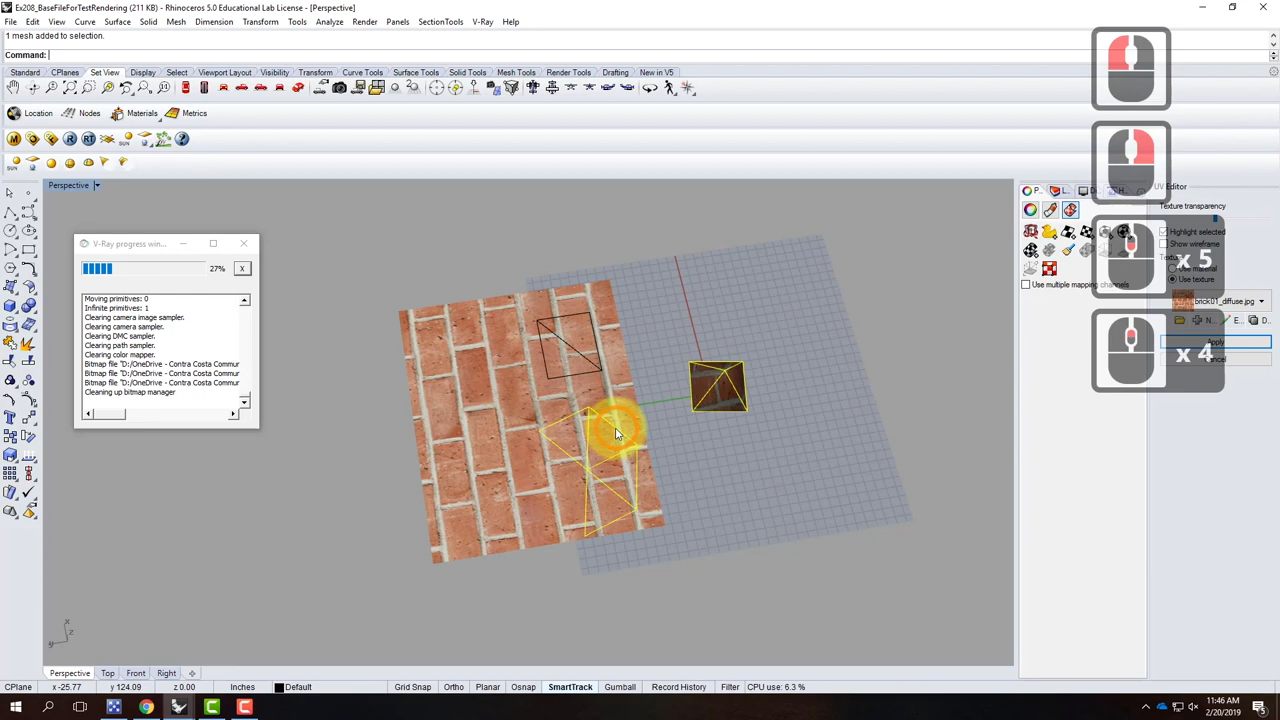 Ex208_BaseFileForTestRendering (211 KB) - Rhinoceros 5.0 Educational Lab License - [Perspective]
File Edit View Curve Surface Solid Mesh Dimension Transform Tools Analyze Render Panels SectionTools V-Ray Help
1 mesh added to selection.
Command:
Standard CPlanes Set View Display Select Viewport Layout Visibility Transform Curve Tools Surface Tools Solid Tools Mesh Tools Render Tools Drafting New in V5
Location Nodes Materials Metrics
SUN
SUN
Perspective
UV Editor
Texture transparency
Highlight selected
Show wireframe
Use material
Use texture
Use multiple mapping channels
brick01_diffuse.jpg
N... E... D...
Apply
x 5
x 4
V-Ray progress win...
27%
X
Moving primitives: 0
Infinite primitives: 1
Clearing camera image sampler.
Clearing camera sampler.
Clearing DMC sampler.
Clearing path sampler.
Clearing color mapper.
Bitmap file "D:/OneDrive - Contra Costa Commur
Bitmap file "D:/OneDrive - Contra Costa Commur
Bitmap file "D:/OneDrive - Contra Costa Commur
Cleaning up bitmap manager
x
z
y
Perspective Top Front Right
CPlane x -25.77 y 124.09 z 0.00 Inches Default Grid Snap Ortho Planar Osnap SmartTrack Gumball Record History Filter CPU use: 6.3 %
11:46 AM
2/20/2019